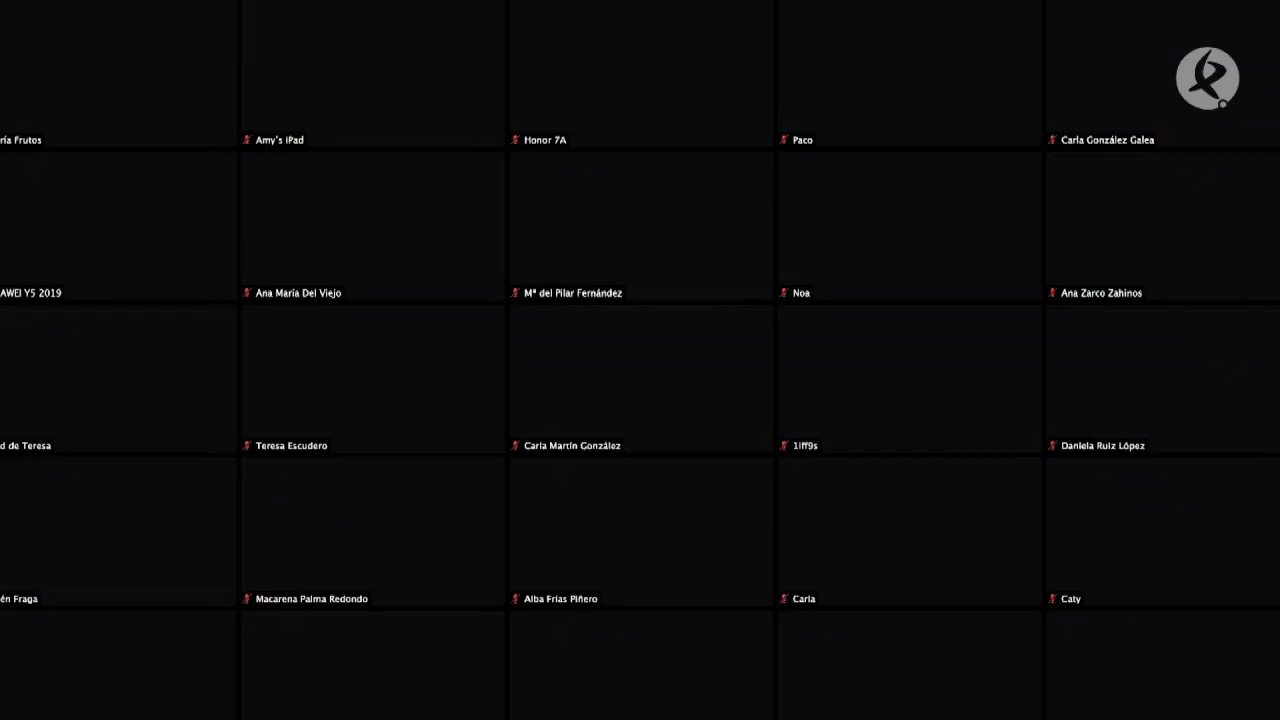 ría Frutos
Amy's iPad
Honor 7A
Paco
Carla González Galea
AWEI Y5 2019
Ana María Del Viejo
Mª del Pilar Fernández
Noa
Ana Zarco Zahinos
d de Teresa
Teresa Escudero
Carla Martín González
1iff9s
Daniela Ruiz López
én Fraga
Macarena Palma Redondo
Alba Frías Piñero
Carla
Caty